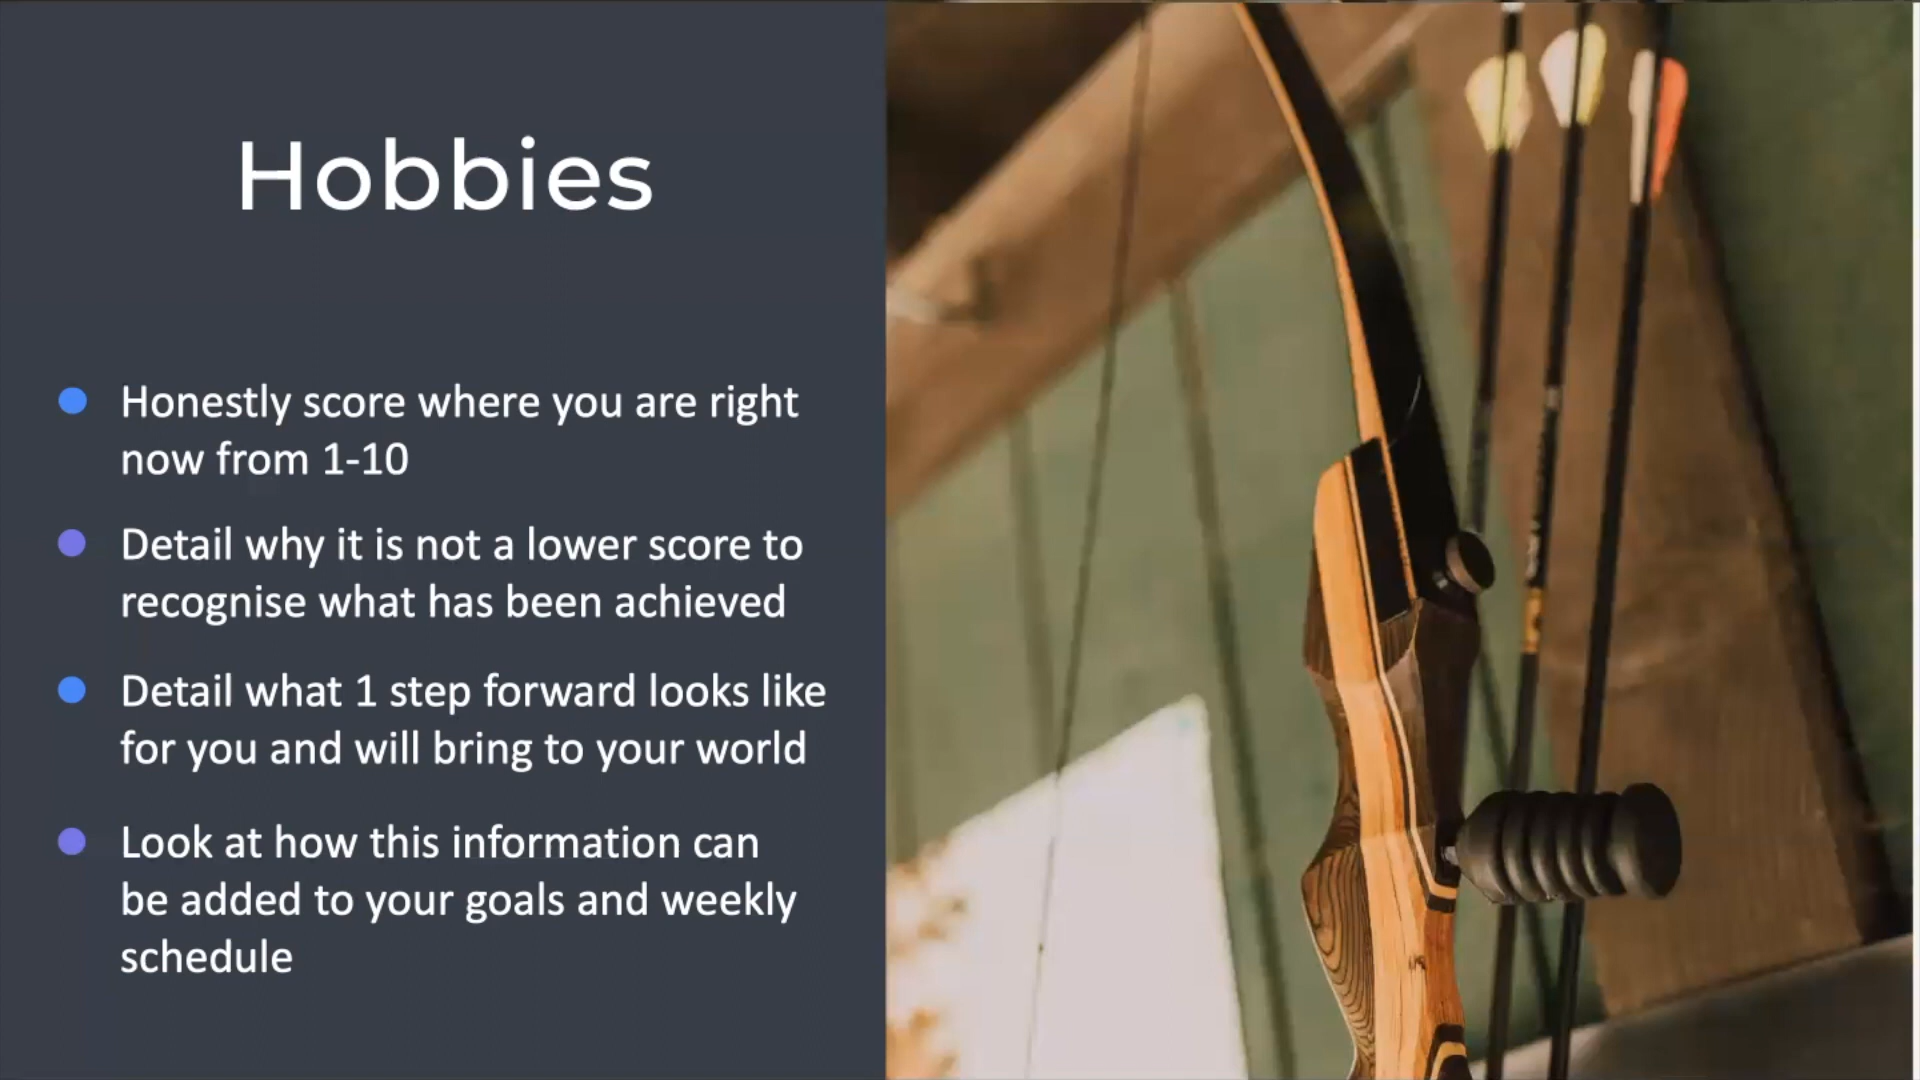 Hobbies
Honestly score where you are right
now from 1-10
Detail why it is not a lower score to
recognise what has been achieved
Detail what 1 step forward looks like
for you and will bring to your world
Look at how this information can
be added to your goals and weekly
schedule